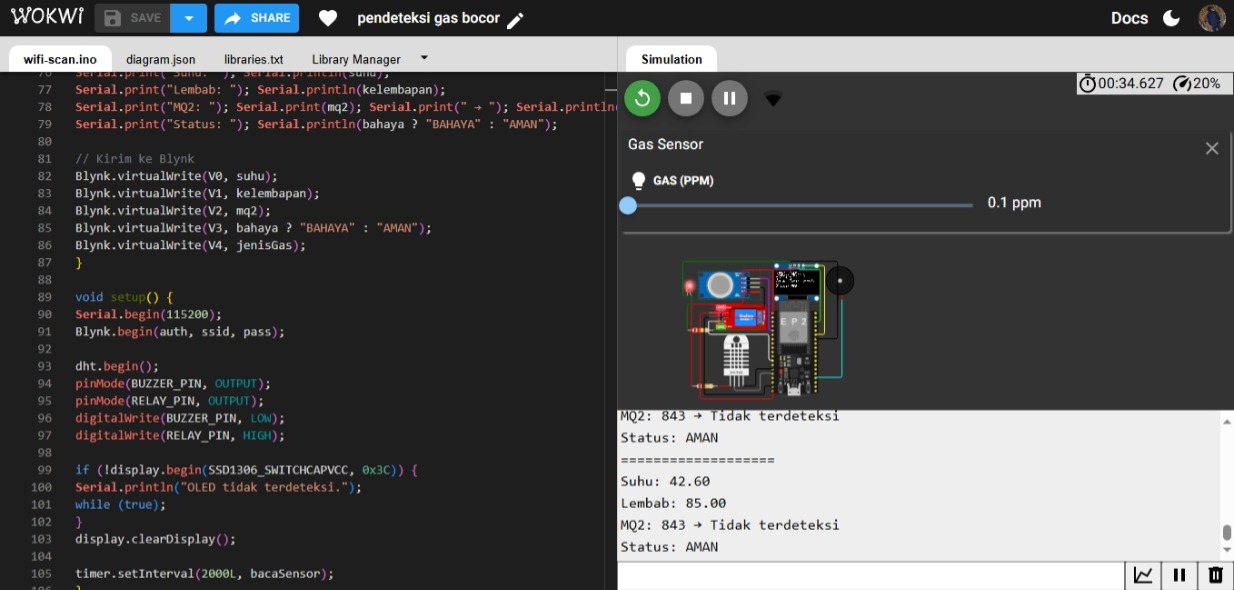 WOKWi
SAVE
SHARE
pendeteksi gas bocor
Docs
wifi-scan.ino
diagram.json
libraries.txt
Library Manager
Simulation
76 Serial.print("Suhu: "); Serial.println(suhu);
77 Serial.print("Lembab: "); Serial.println(kelembapan);
78 Serial.print("MQ2: "); Serial.print(mq2); Serial.print(" → "); Serial.println
79 Serial.print("Status: "); Serial.println(bahaya ? "BAHAYA" : "AMAN");
80
81 // Kirim ke Blynk
82 Blynk.virtualWrite(V0, suhu);
83 Blynk.virtualWrite(V1, kelembapan);
84 Blynk.virtualWrite(V2, mq2);
85 Blynk.virtualWrite(V3, bahaya ? "BAHAYA" : "AMAN");
86 Blynk.virtualWrite(V4, jenisGas);
87 }
88
89 void setup() {
90 Serial.begin(115200);
91 Blynk.begin(auth, ssid, pass);
92
93 dht.begin();
94 pinMode(BUZZER_PIN, OUTPUT);
95 pinMode(RELAY_PIN, OUTPUT);
96 digitalWrite(BUZZER_PIN, LOW);
97 digitalWrite(RELAY_PIN, HIGH);
98
99 if (!display.begin(SSD1306_SWITCHCAPVCC, 0x3C)) {
100 Serial.println("OLED tidak terdeteksi.");
101 while (true);
102 }
103 display.clearDisplay();
104
105 timer.setInterval(2000L, bacaSensor);
106 }
00:34.627
20%
Gas Sensor
GAS (PPM)
0.1 ppm
MQ2: 843 → Tidak terdeteksi
Status: AMAN
===================
Suhu: 42.60
Lembab: 85.00
MQ2: 843 → Tidak terdeteksi
Status: AMAN